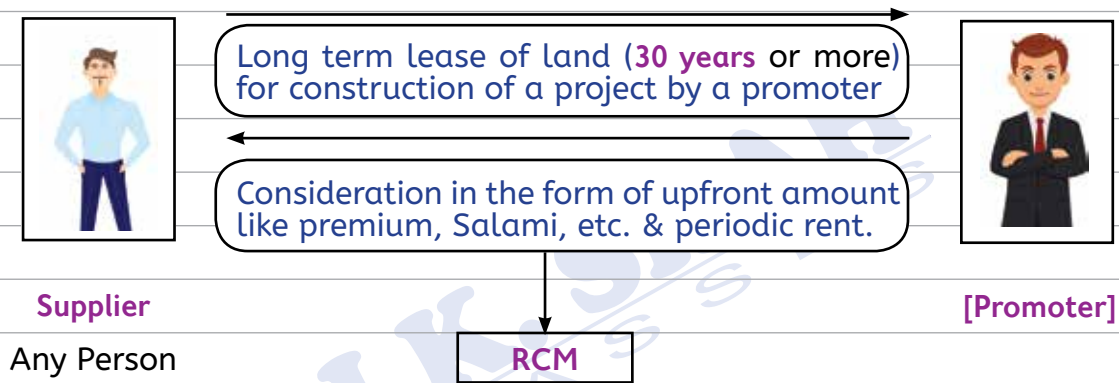 Long term lease of land (30 years or more)
for construction of a project by a promoter
Consideration in the form of upfront amount
like premium, Salami, etc. & periodic rent.
Supplier
[Promoter]
Any Person
RCM